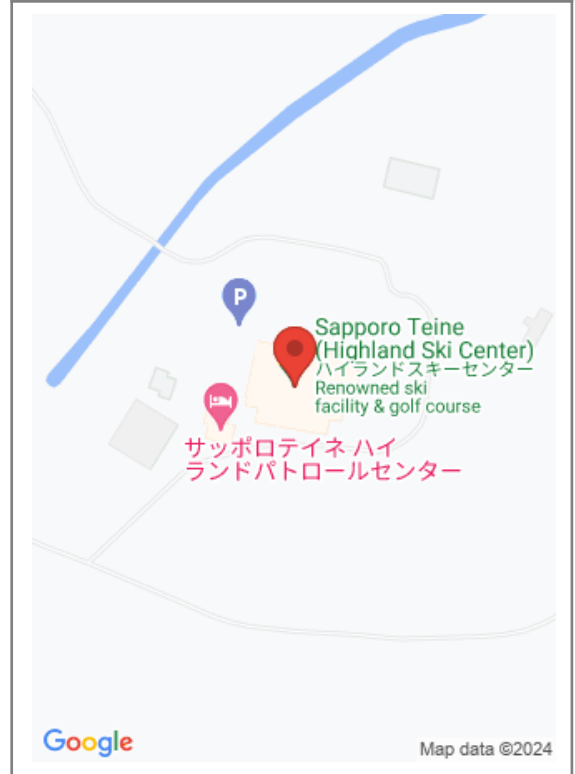 P
Sapporo Teine
(Highland Ski Center)
ハイランドスキーセンター
Renowned ski
facility & golf course
サッポロテイネ ハイ
ランドパトロールセンター
Google
Map data ©2024